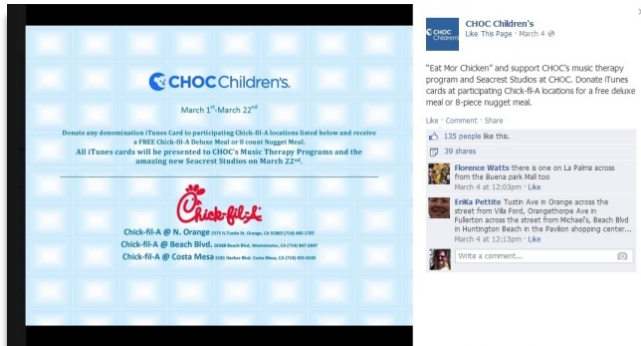 CHOC Children's.
March 1st-March 22nd
Donate any denomination iTunes Card to participating Chick-fil-A locations listed below and receive
a FREE Chick-fil-A Deluxe Meal or 8 count Nugget Meal.
All iTunes cards will be presented to CHOC's Music Therapy Programs and the
amazing new Seacrest Studios on March 22nd.
Chick-fil-A
Chick-fil-A @ N. Orange
Chick-fil-A @ Beach Blvd.
Chick-fil-A @ Costa Mesa
CHOC
Children's
CHOC Children's
Like This Page · March 4
"Eat Mor Chicken" and support CHOC's music therapy
program and Seacrest Studios at CHOC. Donate iTunes
cards at participating Chick-fil-A locations for a free deluxe
meal or 8-piece nugget meal.
Like · Comment · Share
135 people like this.
39 shares
Florence Watts there is one on La Palma across
from the Buena park Mall too
March 4 at 12:03pm · Like
EriKa Pettite Tustin Ave in Orange across the
street from Villa Ford, Orangethorpe Ave in
Fullerton across from Michael's, Beach Blvd
in Huntington Beach in the Pavilion shopping center...
March 4 at 12:13pm · Like
Write a comment...